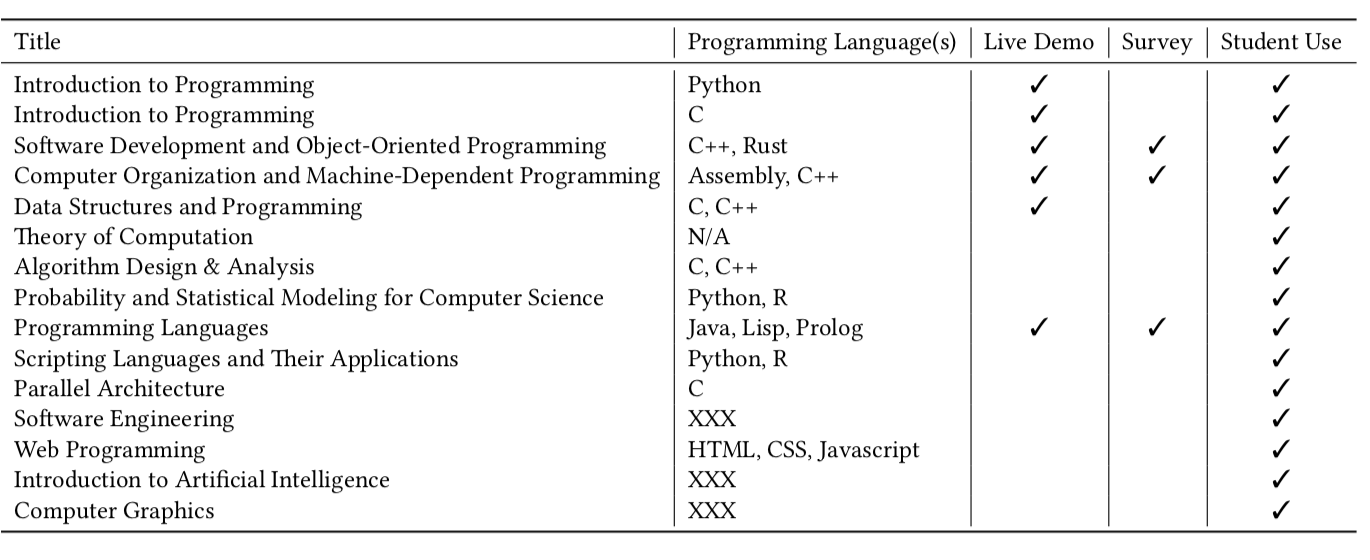 Title Programming Language(s) Live Demo Survey Student Use
Introduction to Programming Python ✓ ✓
Introduction to Programming C ✓ ✓
Software Development and Object-Oriented Programming C++, Rust ✓ ✓ ✓
Computer Organization and Machine-Dependent Programming Assembly, C++ ✓ ✓ ✓
Data Structures and Programming C, C++ ✓ ✓
Theory of Computation N/A ✓
Algorithm Design & Analysis C, C++ ✓
Probability and Statistical Modeling for Computer Science Python, R ✓
Programming Languages Java, Lisp, Prolog ✓ ✓ ✓
Scripting Languages and Their Applications Python, R ✓
Parallel Architecture C ✓
Software Engineering XXX ✓
Web Programming HTML, CSS, Javascript ✓
Introduction to Artificial Intelligence XXX ✓
Computer Graphics XXX ✓